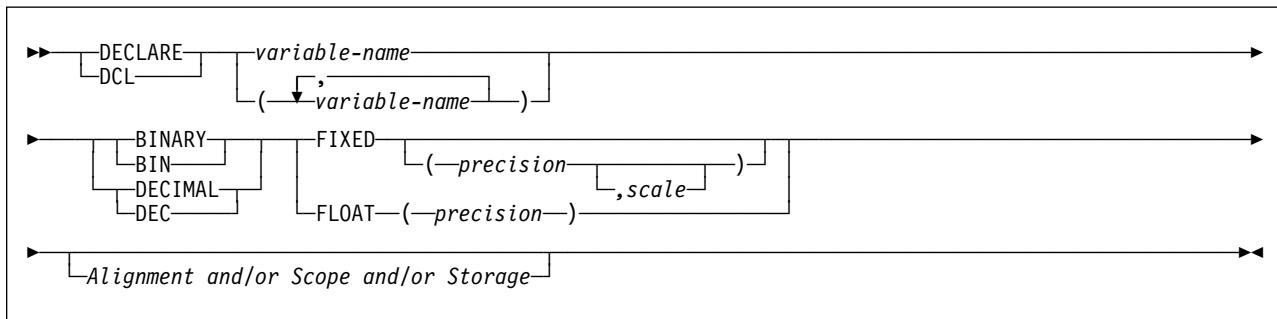 DECLARE variable-name
DCL
,
( variable-name )
BINARY FIXED
BIN ( precision )
DECIMAL ,scale
DEC FLOAT ( precision )
Alignment and/or Scope and/or Storage